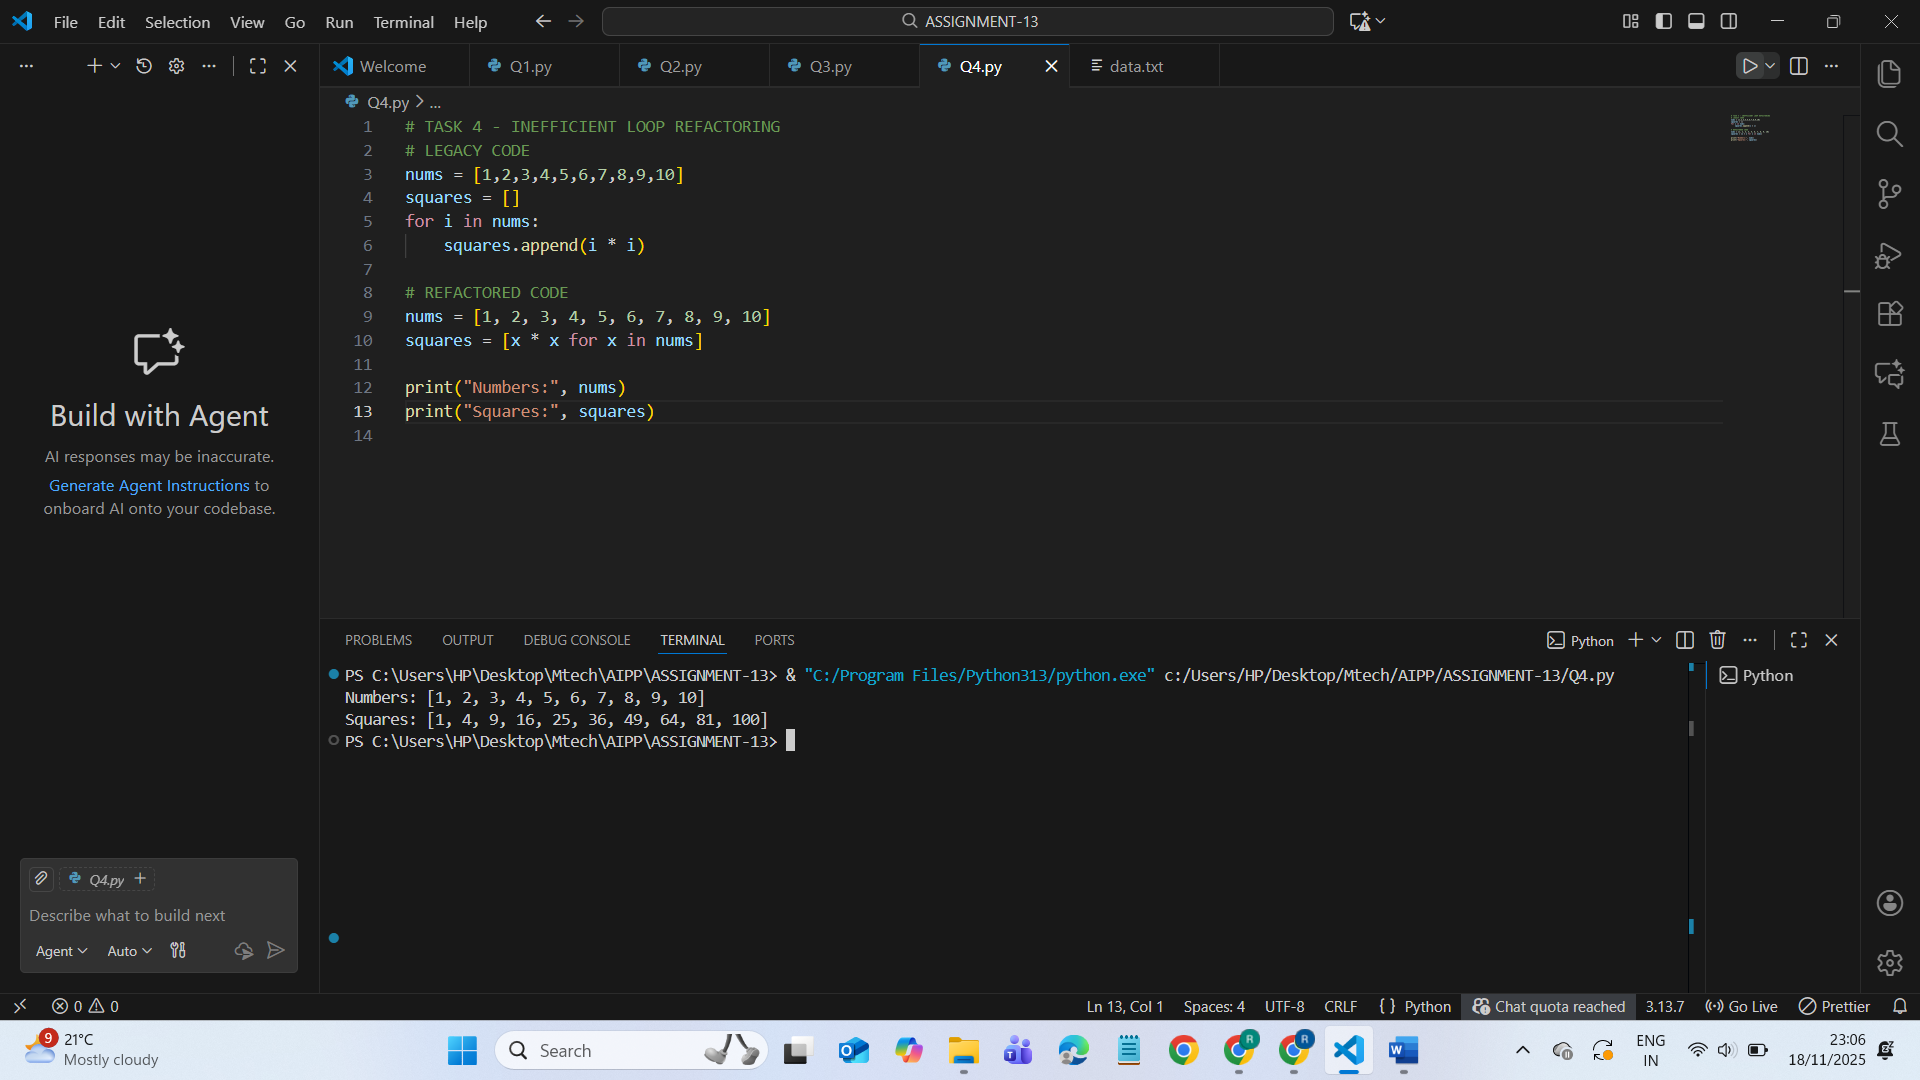 File Edit Selection View Go Run Terminal Help
ASSIGNMENT-13
Welcome
Q1.py
Q2.py
Q3.py
Q4.py
data.txt
Q4.py > ...
1 # TASK 4 - INEFFICIENT LOOP REFACTORING
2 # LEGACY CODE
3 nums = [1,2,3,4,5,6,7,8,9,10]
4 squares = []
5 for i in nums:
6 squares.append(i * i)
7
8 # REFACTORED CODE
9 nums = [1, 2, 3, 4, 5, 6, 7, 8, 9, 10]
10 squares = [x * x for x in nums]
11
12 print("Numbers:", nums)
13 print("Squares:", squares)
14
Build with Agent
AI responses may be inaccurate.
Generate Agent Instructions to
onboard AI onto your codebase.
Q4.py
Describe what to build next
Agent Auto
PROBLEMS OUTPUT DEBUG CONSOLE TERMINAL PORTS
Python
PS C:\Users\HP\Desktop\Mtech\AIPP\ASSIGNMENT-13> & "C:/Program Files/Python313/python.exe" c:/Users/HP/Desktop/Mtech/AIPP/ASSIGNMENT-13/Q4.py
Numbers: [1, 2, 3, 4, 5, 6, 7, 8, 9, 10]
Squares: [1, 4, 9, 16, 25, 36, 49, 64, 81, 100]
PS C:\Users\HP\Desktop\Mtech\AIPP\ASSIGNMENT-13>
Python
0 0
Ln 13, Col 1 Spaces: 4 UTF-8 CRLF { } Python Chat quota reached 3.13.7 Go Live Prettier
9
21°C
Mostly cloudy
Search
R
R
ENG
IN
23:06
18/11/2025